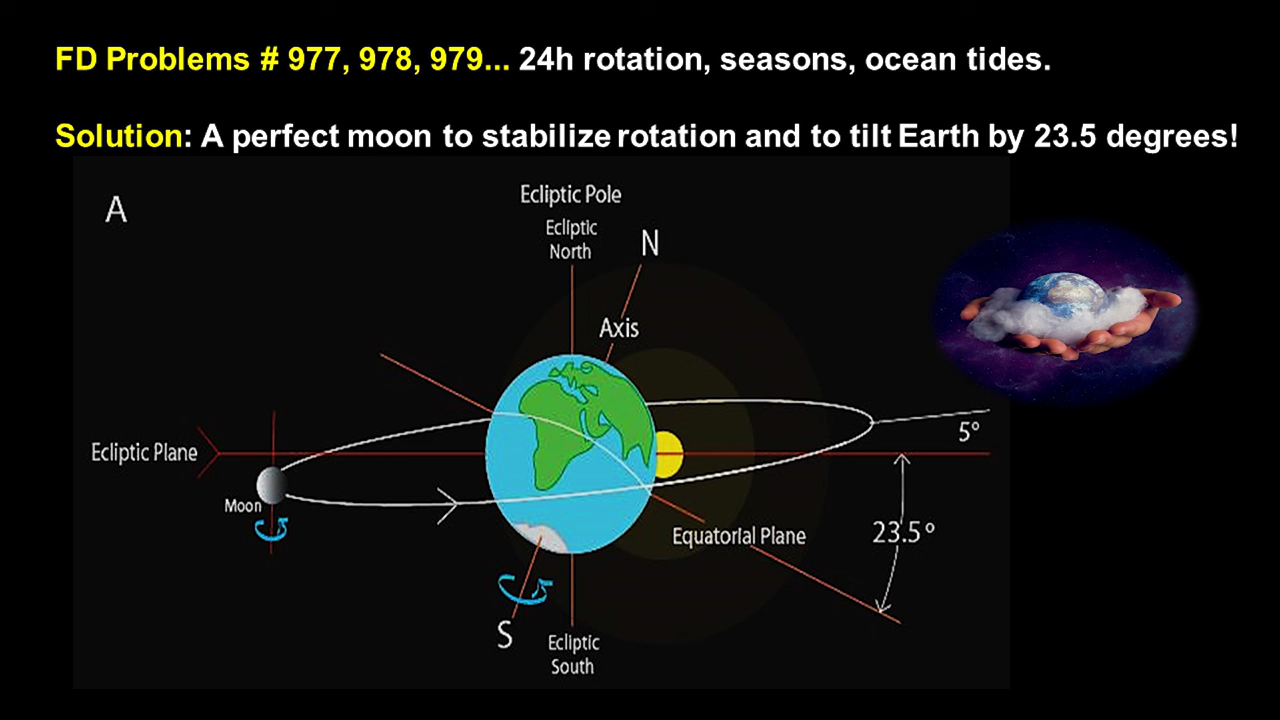 FD Problems # 977, 978, 979... 24h rotation, seasons, ocean tides.
Solution: A perfect moon to stabilize rotation and to tilt Earth by 23.5 degrees!
A
Ecliptic Pole
Ecliptic
North
N
Axis
Ecliptic Plane
5°
Moon
Equatorial Plane
23.5°
S
Ecliptic
South